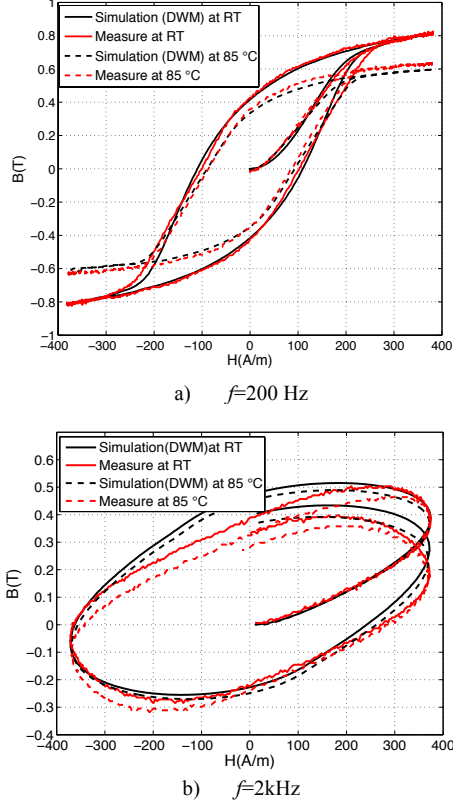 1
0.8
0.6
0.4
0.2
0
−0.2
−0.4
−0.6
−0.8
−1
B(T)
Simulation (DWM) at RT
Measure at RT
Simulation (DWM) at 85 °C
Measure at 85 °C
−400 −300 −200 −100 0 100 200 300 400
H(A/m)
a) f=200 Hz
0.6
0.5
0.4
0.3
0.2
0.1
0
−0.1
−0.2
−0.3
0.4
B(T)
Simulation(DWM)at RT
Measure at RT
Simulation(DWM) at 85 °C
Measure at 85 °C
−400 −300 −200 −100 0 100 200 300 400
H(A/m)
b) f=2kHz